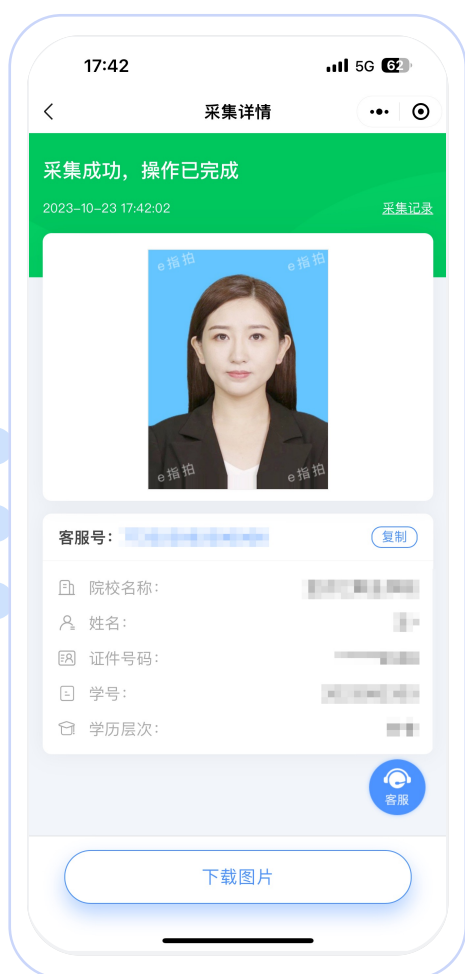 17:42
5G 62
采集详情
采集成功，操作已完成
2023-10-23 17:42:02 采集记录
e指拍 e指拍
e指拍 e指拍
客服号： 复制
院校名称：
姓名：
证件号码：
学号：
学历层次：
客服
下载图片